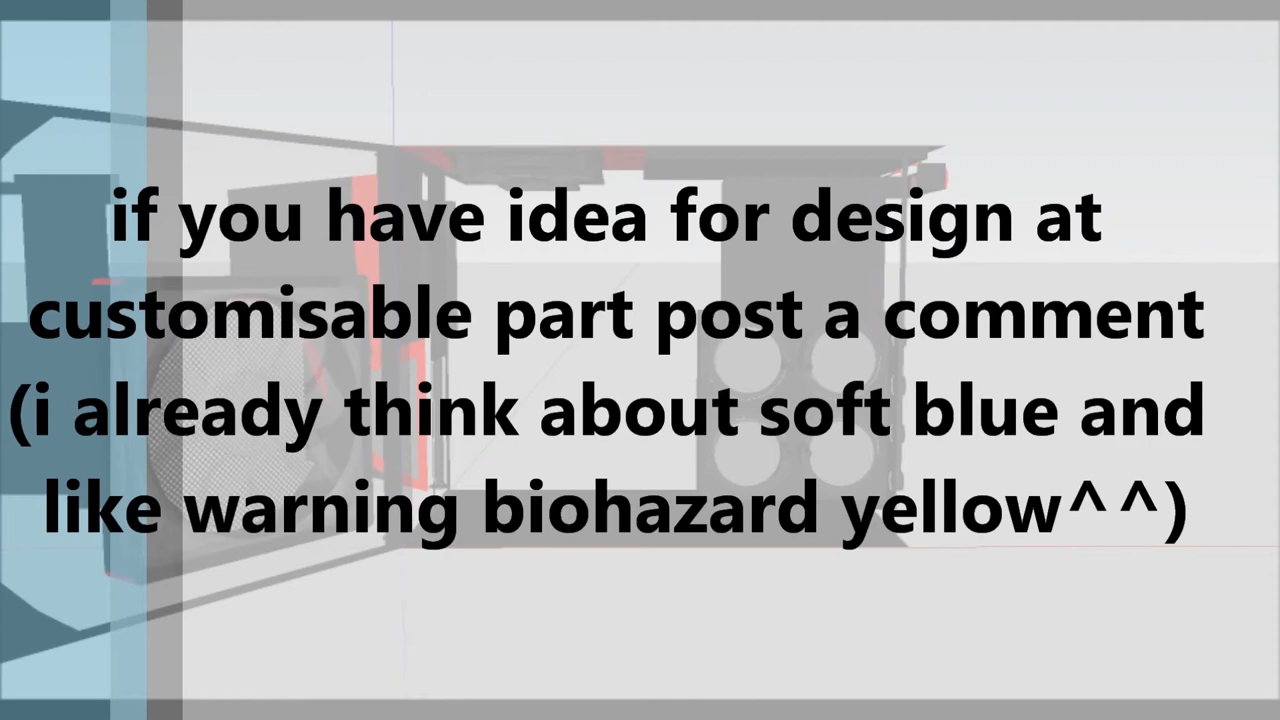 if you have idea for design at
customisable part post a comment
(i already think about soft blue and
like warning biohazard yellow^^)